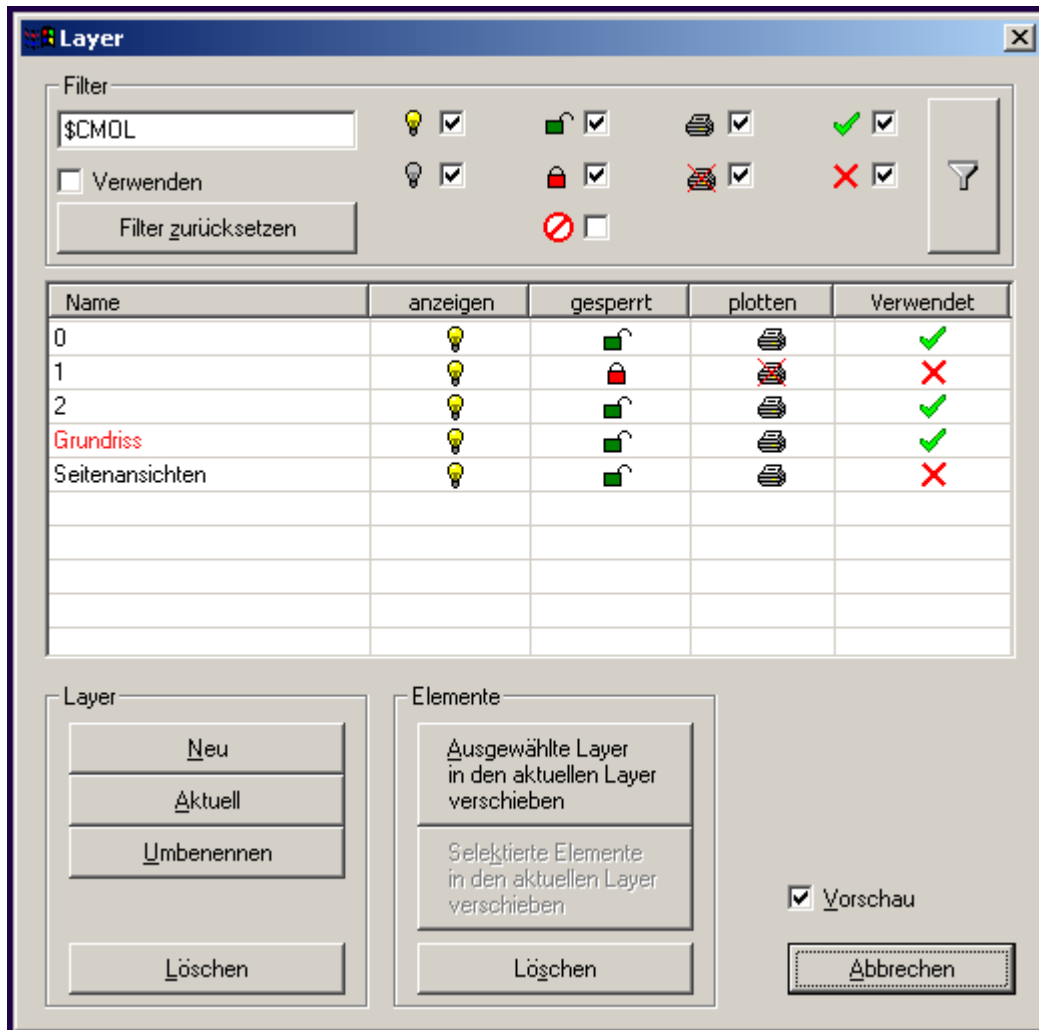 Layer
Filter
$CMOL
Verwenden
Filter zurücksetzen
Name anzeigen gesperrt plotten Verwendet
0
1
2
Grundriss
Seitenansichten
Layer
Neu
Aktuell
Umbenennen
Löschen
Elemente
Ausgewählte Layer
in den aktuellen Layer
verschieben
Selektierte Elemente
in den aktuellen Layer
verschieben
Löschen
Vorschau
Abbrechen